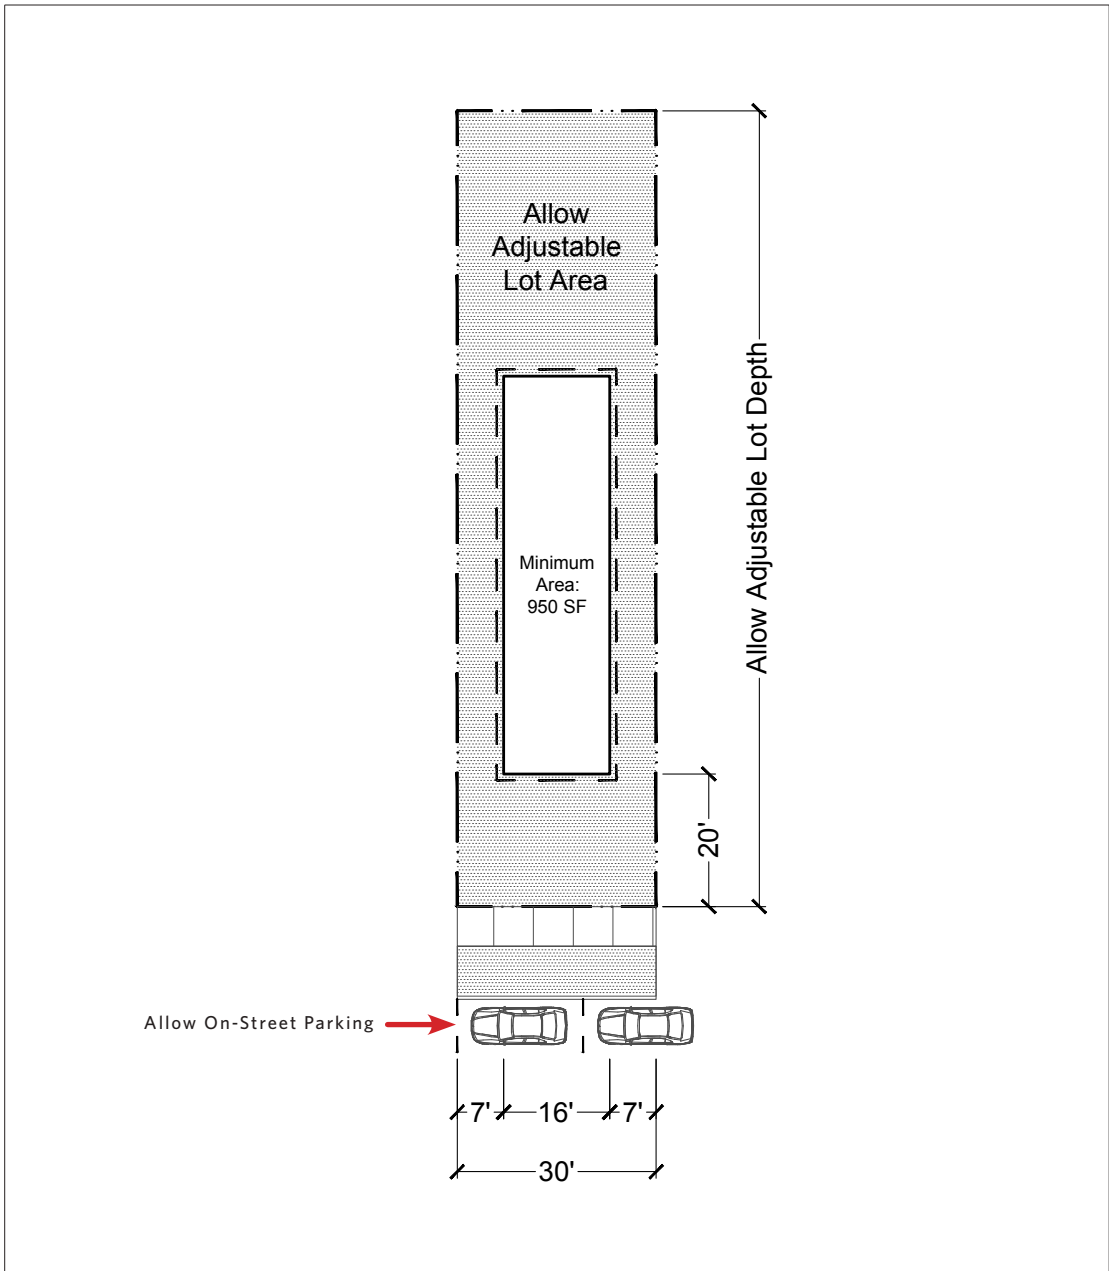 Allow
Adjustable
Lot Area
Allow Adjustable Lot Depth
Minimum
Area:
950 SF
20'
Allow On-Street Parking
7'
16'
7'
30'